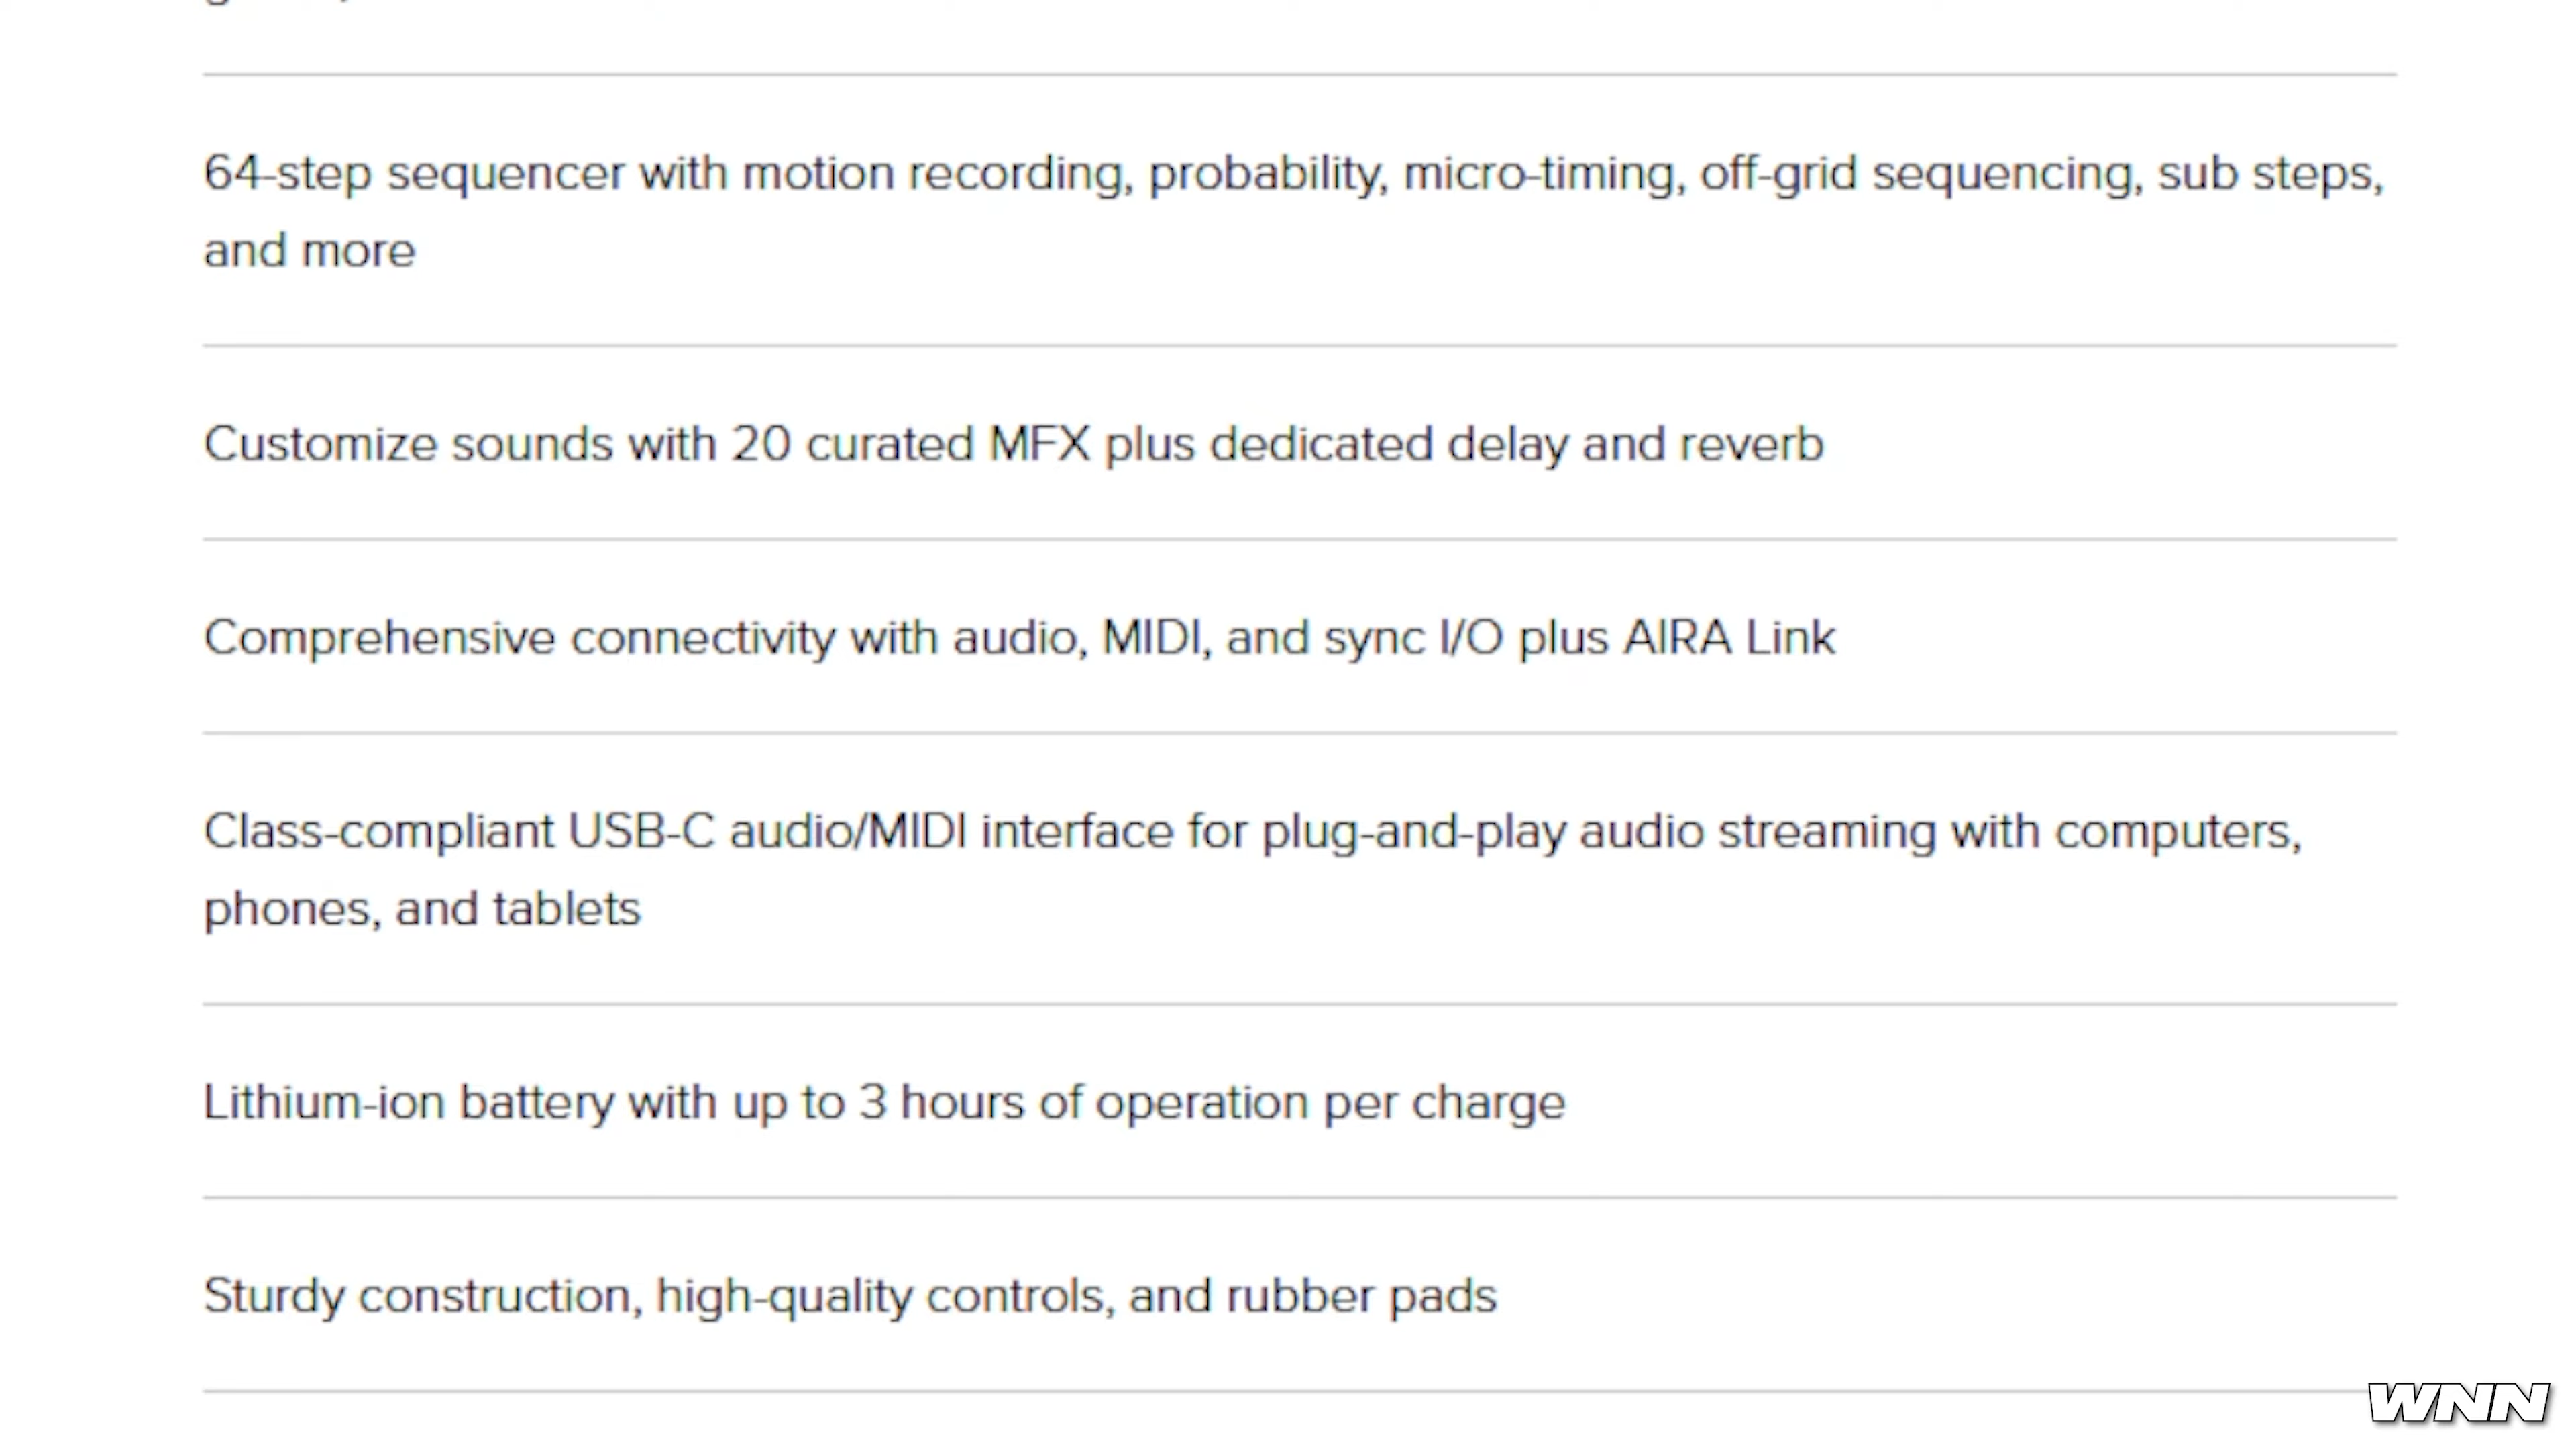 64-step sequencer with motion recording, probability, micro-timing, off-grid sequencing, sub steps,
and more
Customize sounds with 20 curated MFX plus dedicated delay and reverb
Comprehensive connectivity with audio, MIDI, and sync I/O plus AIRA Link
Class-compliant USB-C audio/MIDI interface for plug-and-play audio streaming with computers,
phones, and tablets
Lithium-ion battery with up to 3 hours of operation per charge
Sturdy construction, high-quality controls, and rubber pads
WNN